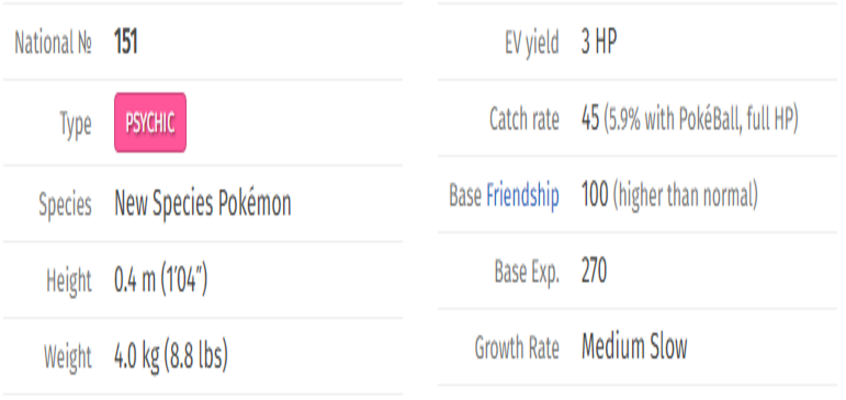 National № 151
Type PSYCHIC
Species New Species Pokémon
Height 0.4 m (1′04″)
Weight 4.0 kg (8.8 lbs)
EV yield 3 HP
Catch rate 45 (5.9% with PokéBall, full HP)
Base Friendship 100 (higher than normal)
Base Exp. 270
Growth Rate Medium Slow